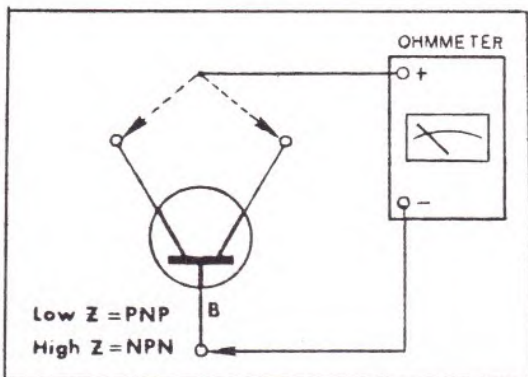 OHMMETER
+
-
B
Low Z = PNP
High Z = NPN